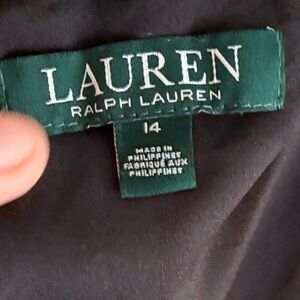 LAUREN
RALPH LAUREN
14
MADE IN
PHILIPPINES
FABRIQUÉ AUX
PHILIPPINES